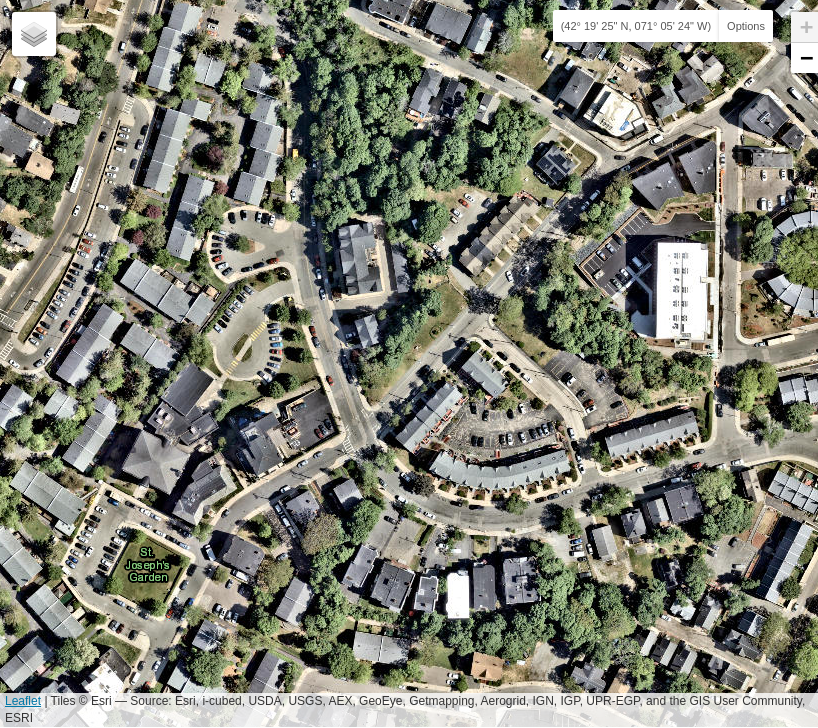 (42° 19' 25" N, 071° 05' 24" W) Options
+
−
St.
Joseph's
Garden
Leaflet | Tiles © Esri — Source: Esri, i-cubed, USDA, USGS, AEX, GeoEye, Getmapping, Aerogrid, IGN, IGP, UPR-EGP, and the GIS User Community,
ESRI